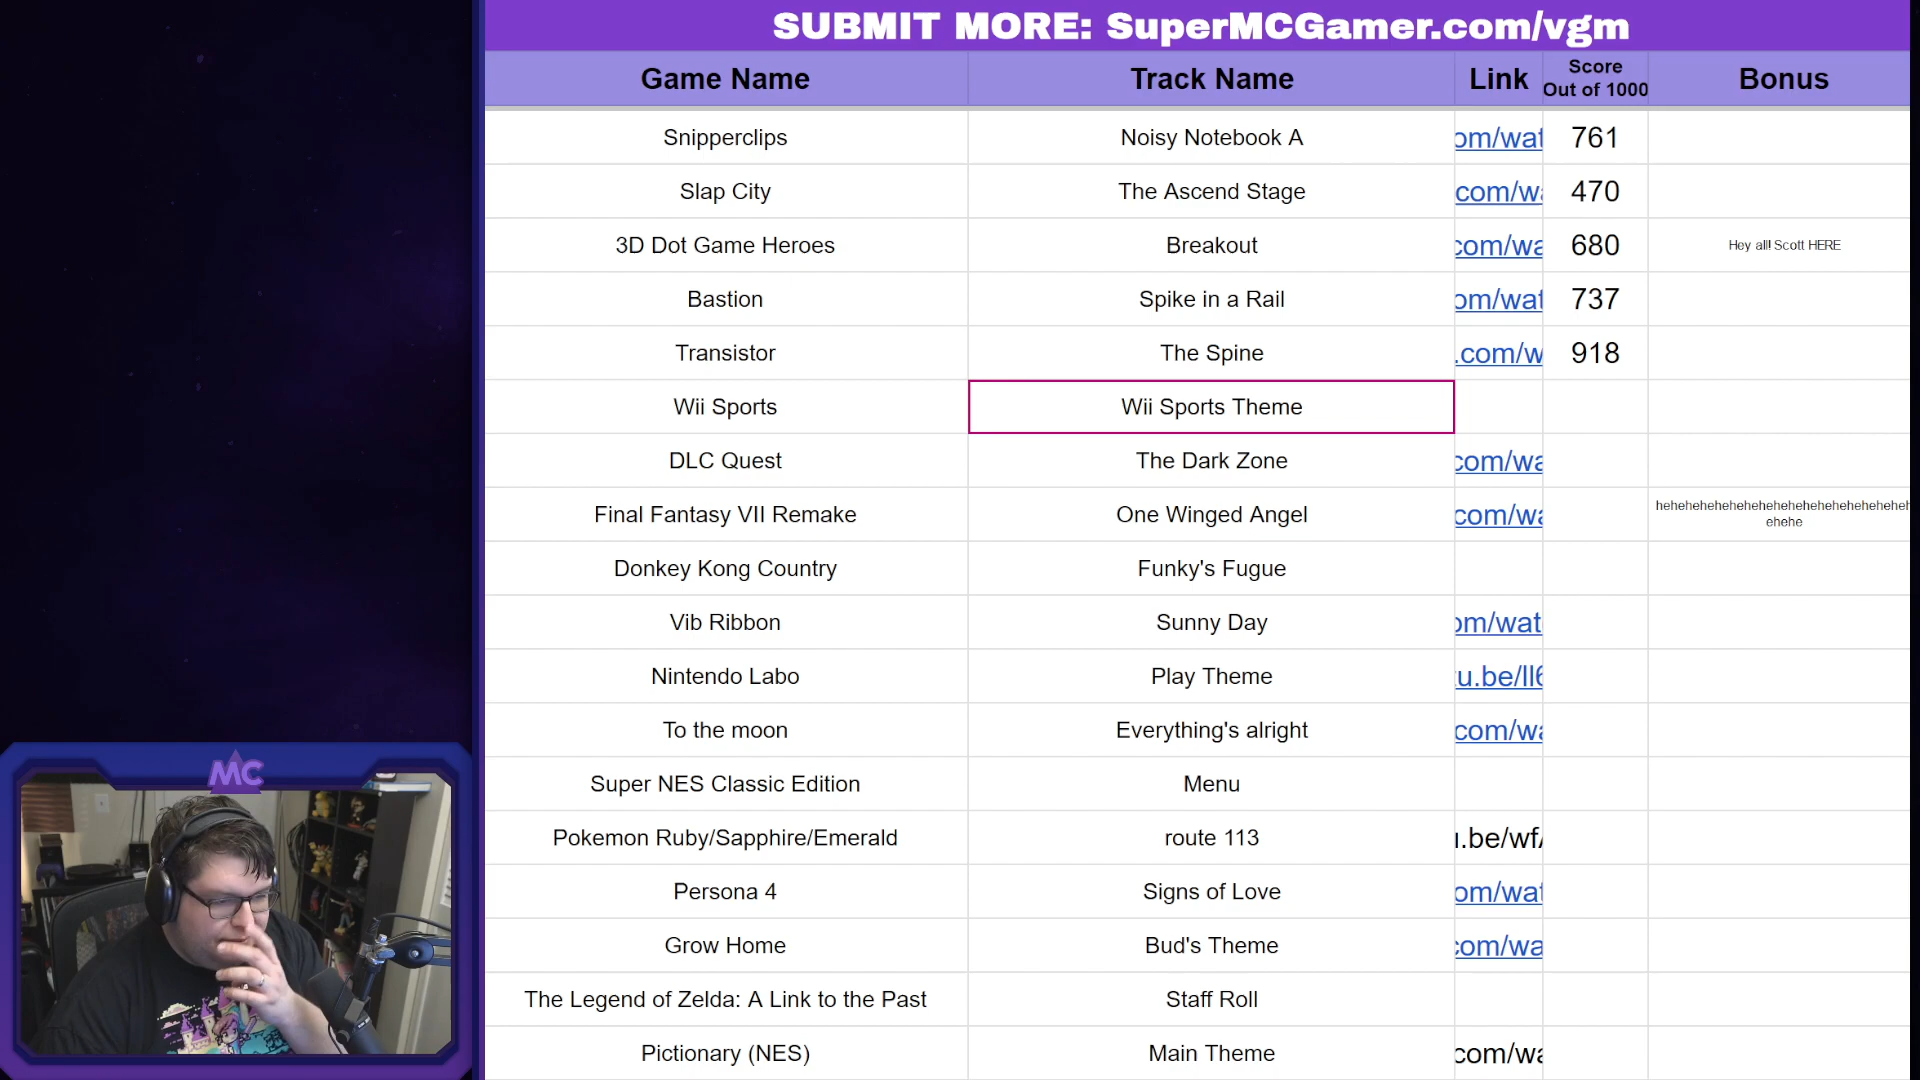 SUBMIT MORE: SuperMCGamer.com/vgm
Game Name Track Name Link Score Out of 1000 Bonus
Snipperclips Noisy Notebook A om/wat 761
Slap City The Ascend Stage com/wa 470
3D Dot Game Heroes Breakout com/wa 680 Hey all! Scott HERE
Bastion Spike in a Rail om/wat 737
Transistor The Spine .com/w 918
Wii Sports Wii Sports Theme
DLC Quest The Dark Zone com/wa
Final Fantasy VII Remake One Winged Angel com/wa
ehehe
Donkey Kong Country Funky's Fugue
Vib Ribbon Sunny Day om/wat
Nintendo Labo Play Theme u.be/ll6
To the moon Everything's alright com/wa
Super NES Classic Edition Menu
Pokemon Ruby/Sapphire/Emerald route 113 u.be/wf
Persona 4 Signs of Love om/wat
Grow Home Bud's Theme com/wa
The Legend of Zelda: A Link to the Past Staff Roll
Pictionary (NES) Main Theme com/wa
MC